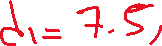 d₁ = 7.5,